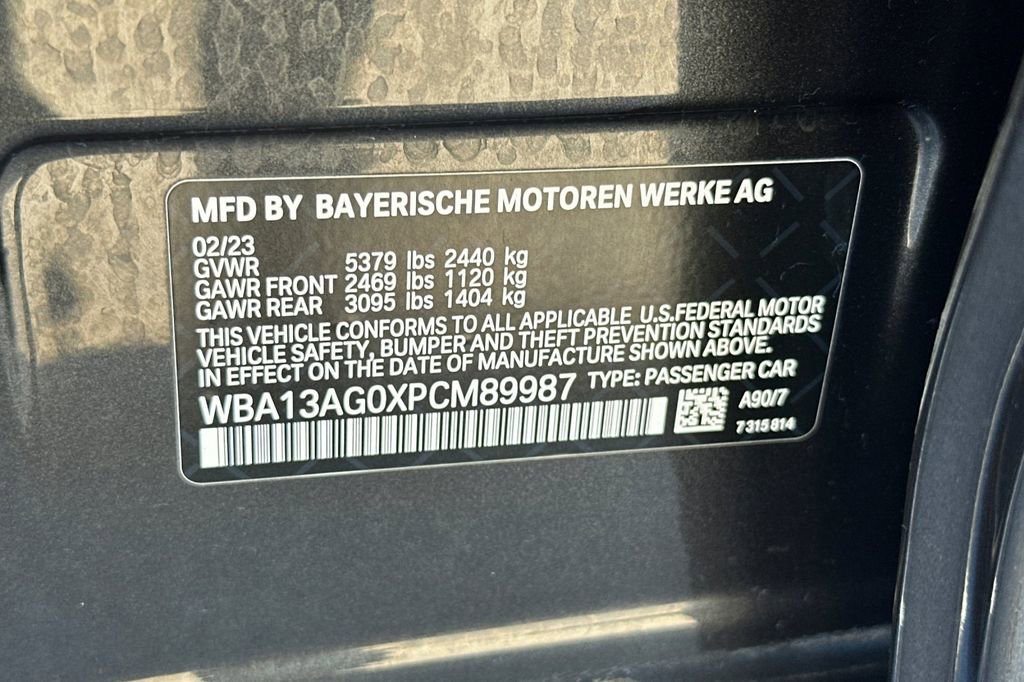 MFD BY BAYERISCHE MOTOREN WERKE AG
02/23
GVWR 5379 lbs 2440 kg
GAWR FRONT 2469 lbs 1120 kg
GAWR REAR 3095 lbs 1404 kg
THIS VEHICLE CONFORMS TO ALL APPLICABLE U.S.FEDERAL MOTOR
VEHICLE SAFETY, BUMPER AND THEFT PREVENTION STANDARDS
IN EFFECT ON THE DATE OF MANUFACTURE SHOWN ABOVE.
WBA13AG0XPCM89987 TYPE: PASSENGER CAR
A90/7
7315814